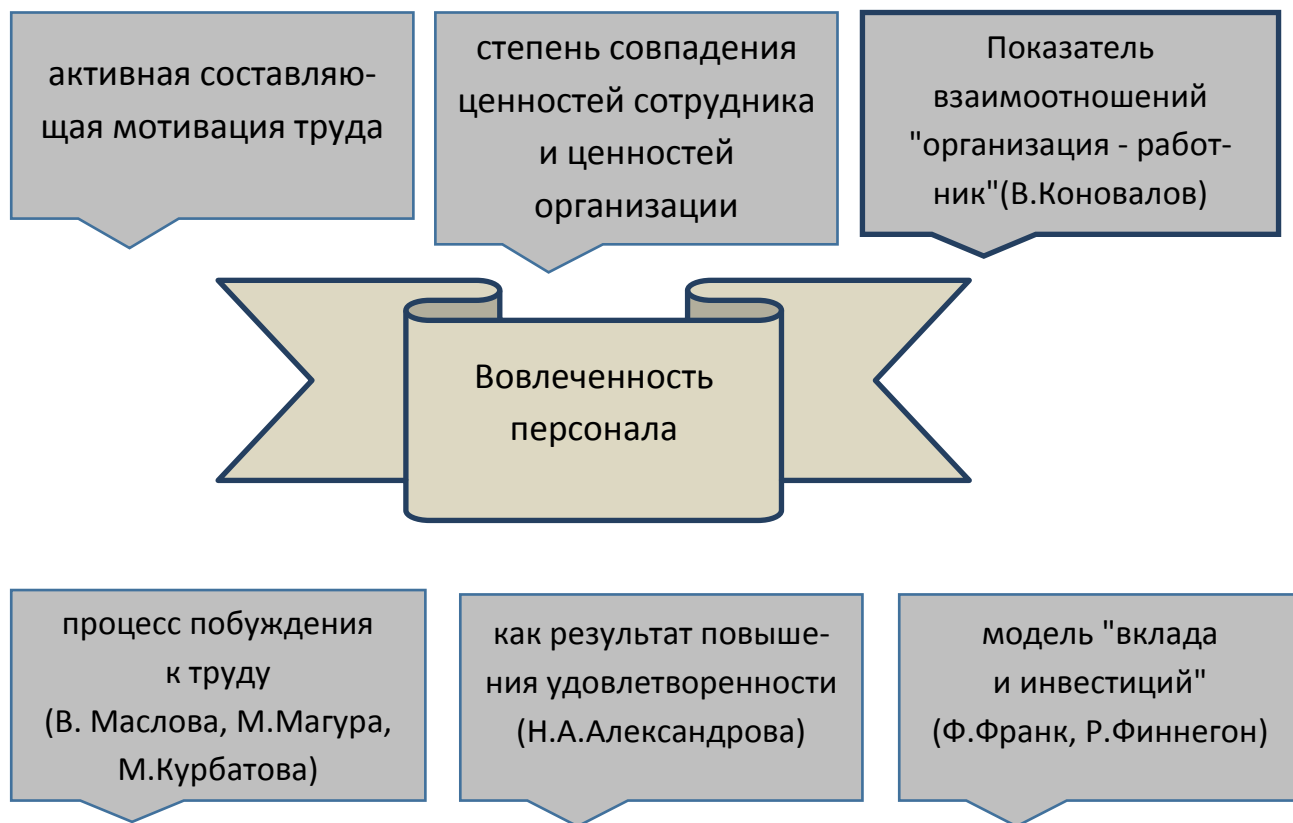 активная составляю-
щая мотивация труда
степень совпадения
ценностей сотрудника
и ценностей
организации
Показатель
взаимоотношений
"организация - работ-
ник"(В.Коновалов)
Вовлеченность
персонала
процесс побуждения
к труду
(В. Маслова, М.Магура,
М.Курбатова)
как результат повыше-
ния удовлетворенности
(Н.А.Александрова)
модель "вклада
и инвестиций"
(Ф.Франк, Р.Финнегон)